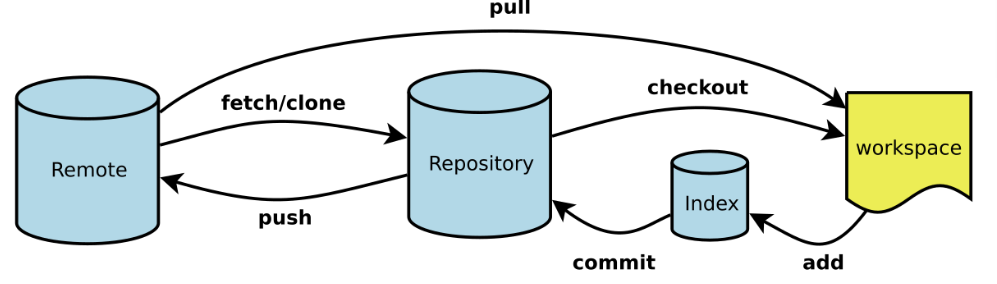 pull
fetch/clone
checkout
Remote
Repository
workspace
Index
push
commit
add